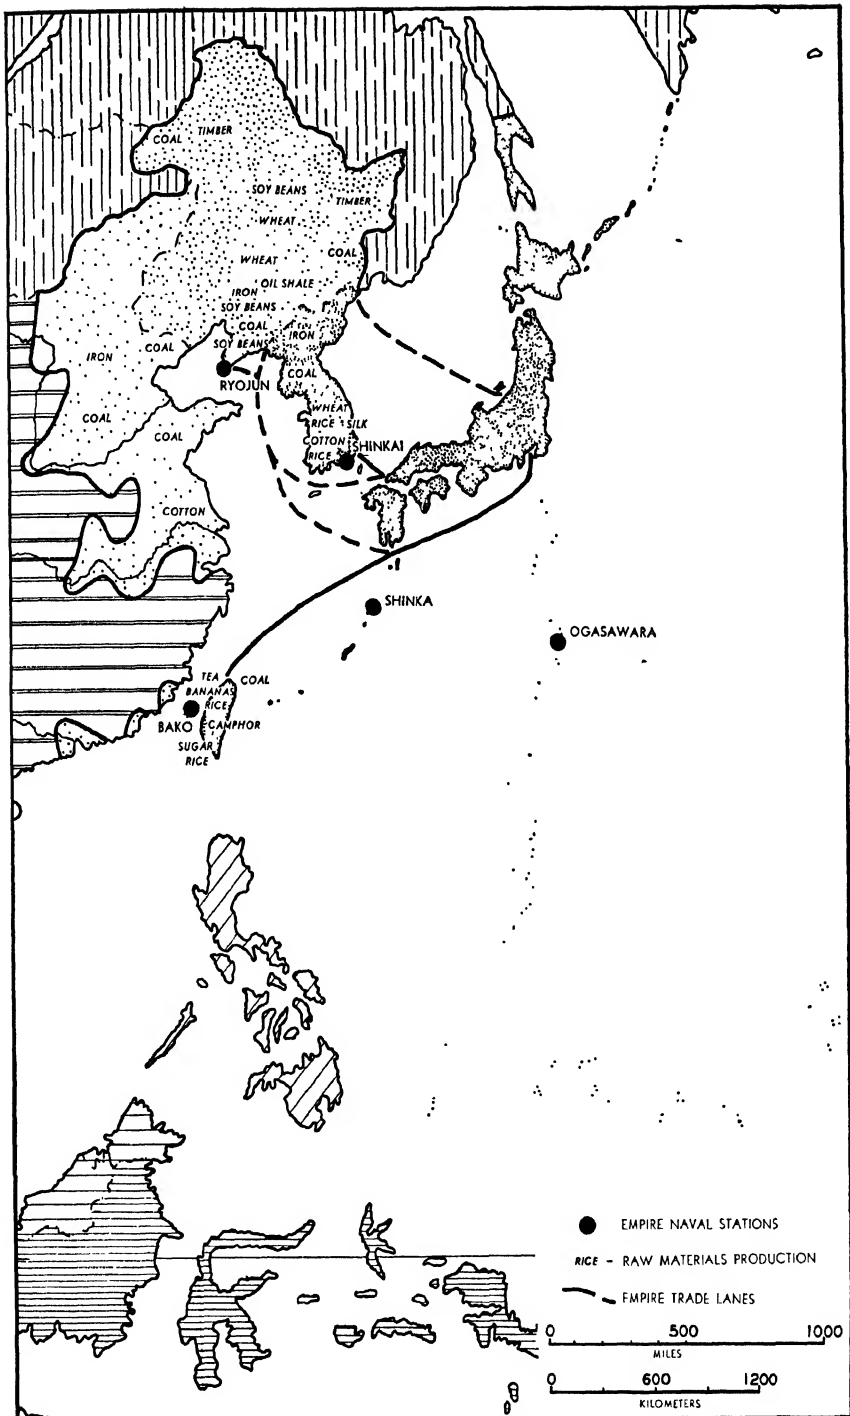 COAL
TIMBER
SOY BEANS
TIMBER
WHEAT
COAL
WHEAT
OIL SHALE
IRON
SOY BEANS
COAL
IRON
SOY BEANS
COAL
IRON
RYOJUN
COAL
WHEAT
RICE
SILK
COAL
COAL
COTTON
RICE
SHINKAI
COTTON
SHINKA
OGASAWARA
TEA
COAL
BANANAS
RICE
BAKO
CAMPHOR
SUGAR
RICE
EMPIRE NAVAL STATIONS
RICE - RAW MATERIALS PRODUCTION
EMPIRE TRADE LANES
0 500 1000
MILES
0 600 1200
KILOMETERS